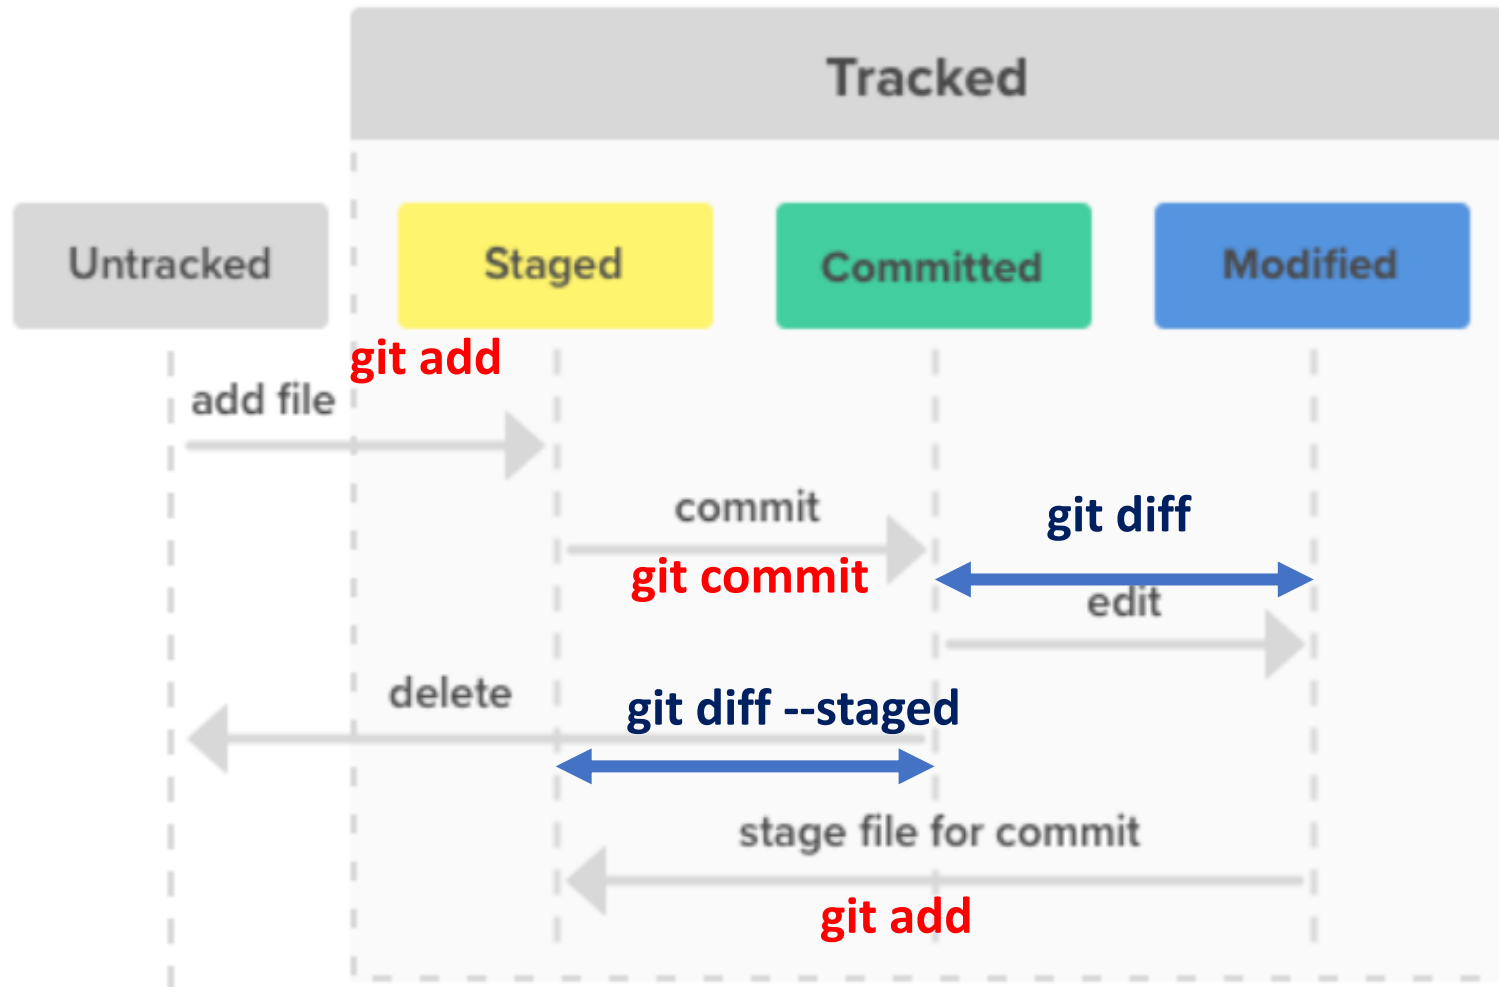 Tracked
Untracked
Staged
Committed
Modified
git add
add file
commit
git diff
git commit
edit
delete
git diff --staged
stage file for commit
git add